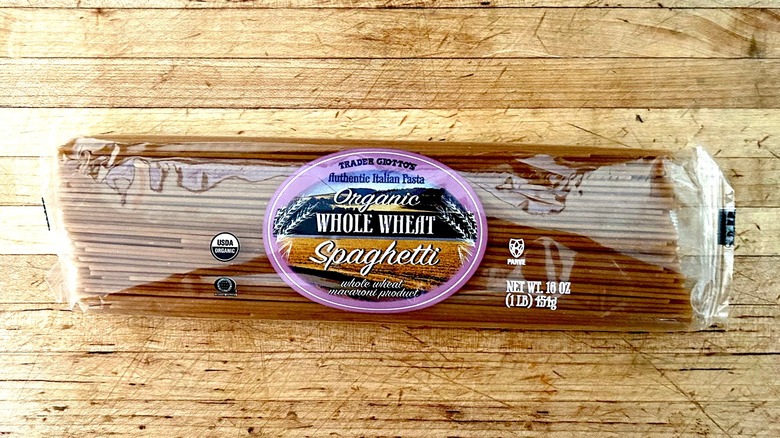 TRADER GIOTTO'S
Authentic Italian Pasta
Organic
WHOLE WHEAT
Spaghetti
whole wheat
macaroni product
USDA
ORGANIC
PARVE
NET WT. 16 OZ
(1 LB) 454g